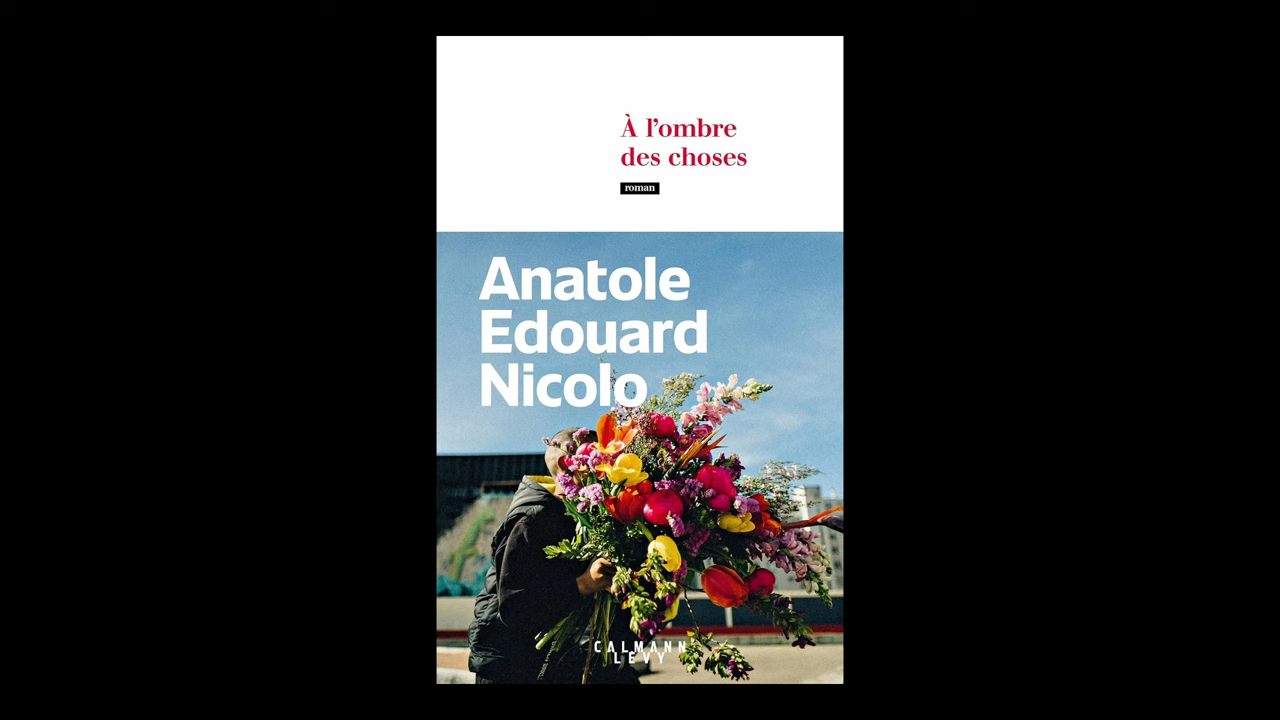 À l'ombre
des choses
roman
Anatole
Edouard
Nicolo
CALMANN
LEVY